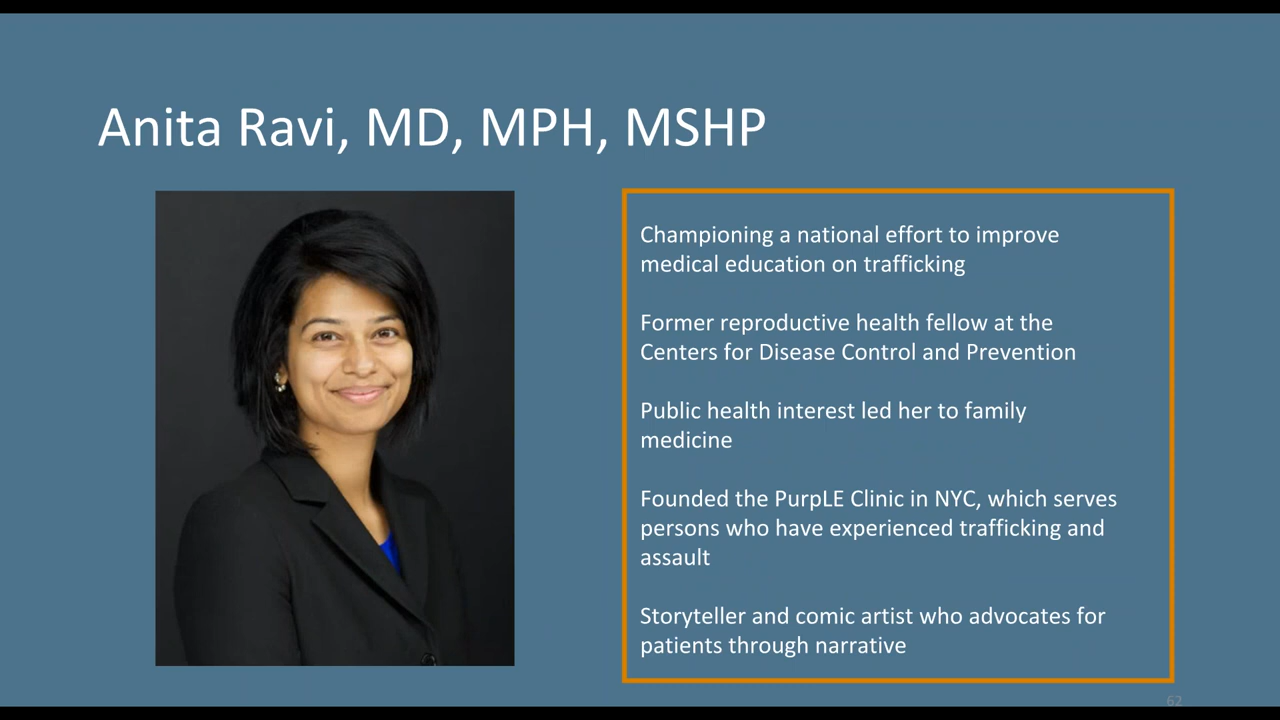 Anita Ravi, MD, MPH, MSHP
Championing a national effort to improve
medical education on trafficking
Former reproductive health fellow at the
Centers for Disease Control and Prevention
Public health interest led her to family
medicine
Founded the PurpLE Clinic in NYC, which serves
persons who have experienced trafficking and
assault
Storyteller and comic artist who advocates for
patients through narrative
62